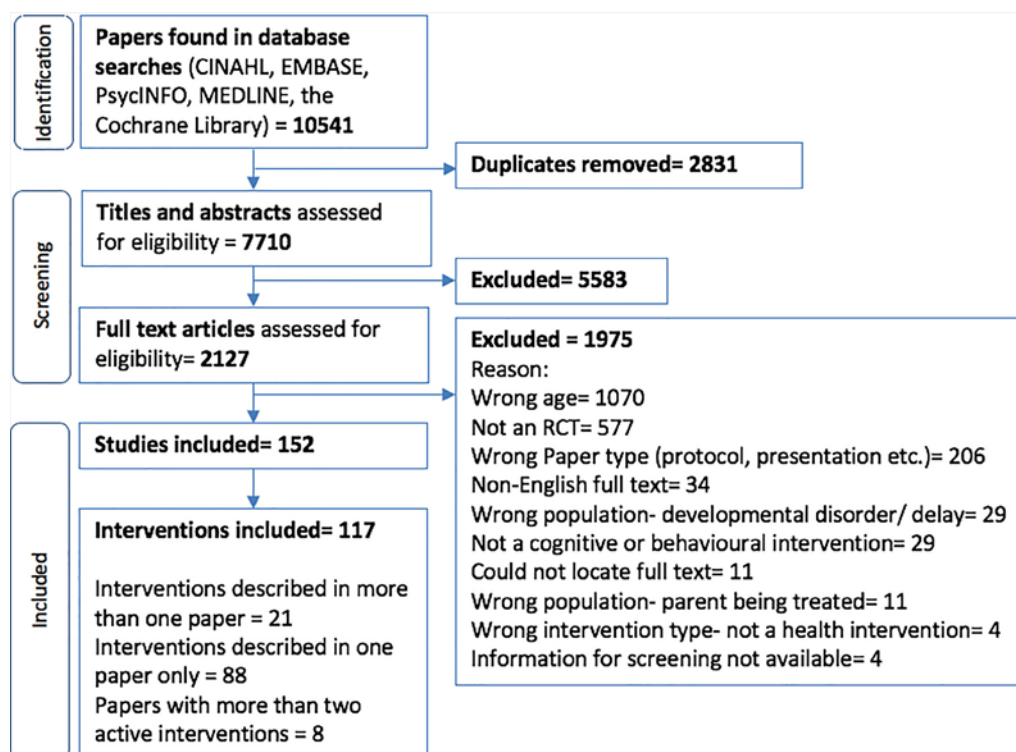 Identification
Papers found in database
searches (CINAHL, EMBASE,
PsycINFO, MEDLINE, the
Cochrane Library) = 10541
Duplicates removed= 2831
Screening
Titles and abstracts assessed
for eligibility = 7710
Excluded= 5583
Full text articles assessed for
eligibility= 2127
Excluded = 1975
Reason:
Wrong age= 1070
Not an RCT= 577
Wrong Paper type (protocol, presentation etc.)= 206
Non-English full text= 34
Wrong population- developmental disorder/ delay= 29
Not a cognitive or behavioural intervention= 29
Could not locate full text= 11
Wrong population- parent being treated= 11
Wrong intervention type- not a health intervention= 4
Information for screening not available= 4
Included
Studies included= 152
Interventions included= 117
Interventions described in more
than one paper = 21
Interventions described in one
paper only = 88
Papers with more than two
active interventions = 8